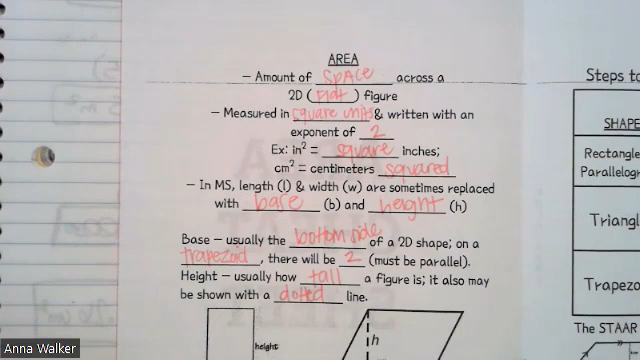 AREA
– Amount of space across a
2D (flat) figure
– Measured in square units & written with an
exponent of 2
Ex: in² = square inches;
cm² = centimeters squared
– In MS, length (l) & width (w) are sometimes replaced
with base (b) and height (h)
Base – usually the bottom side of a 2D shape; on a
trapezoid, there will be 2 (must be parallel).
Height – usually how tall a figure is; it also may
be shown with a dotted line.
height
h
Steps to
SHAPE
Rectangle
Parallelogr
Triangl
Trapezo
The STAAR
Anna Walker